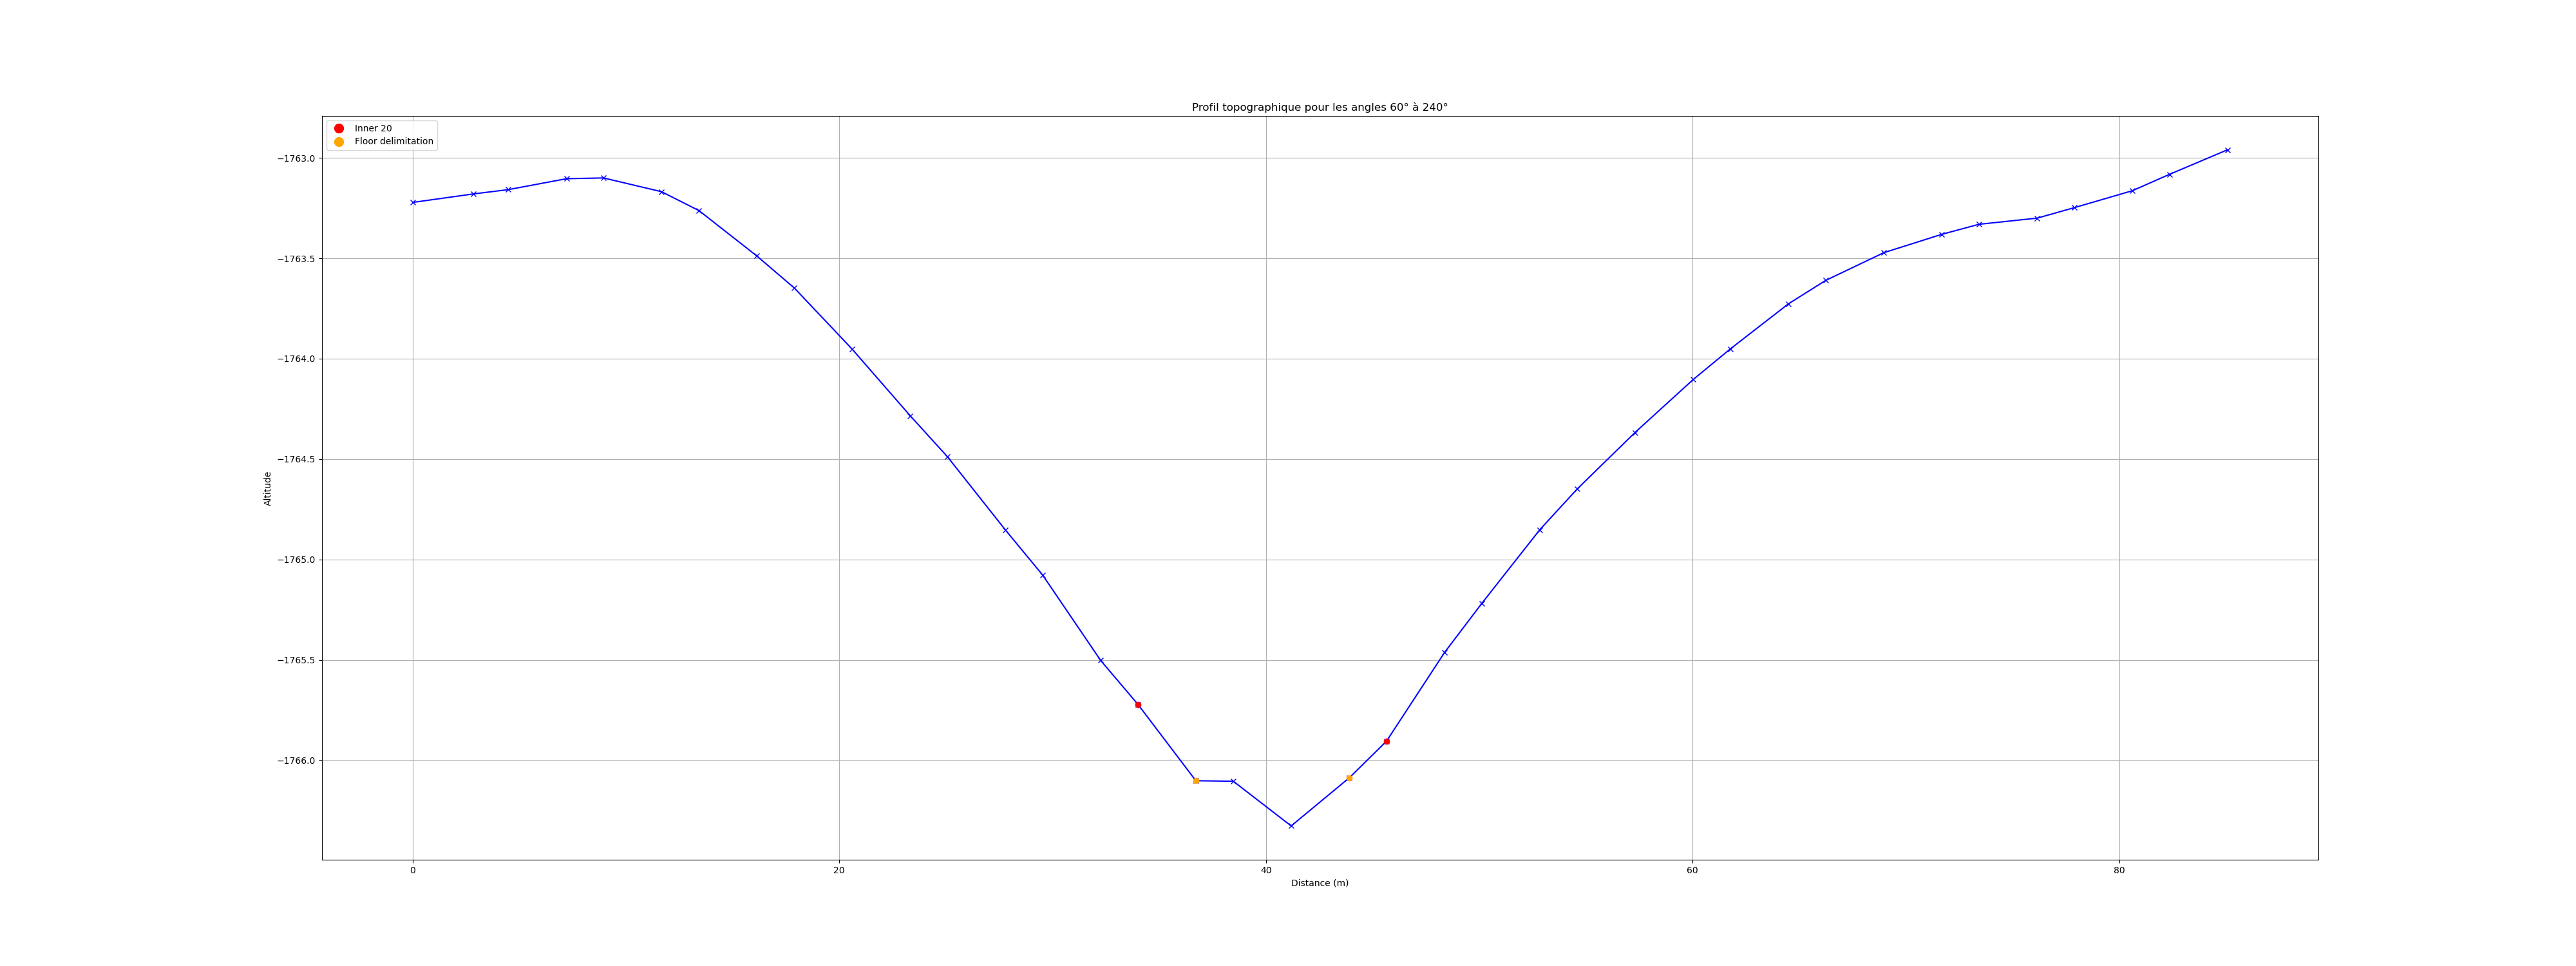 Profil topographique pour les angles 60° à 240°
Inner 20
Floor delimitation
−1763.0
−1763.5
−1764.0
−1764.5
−1765.0
−1765.5
−1766.0
Altitude
0 20 40 60 80
Distance (m)